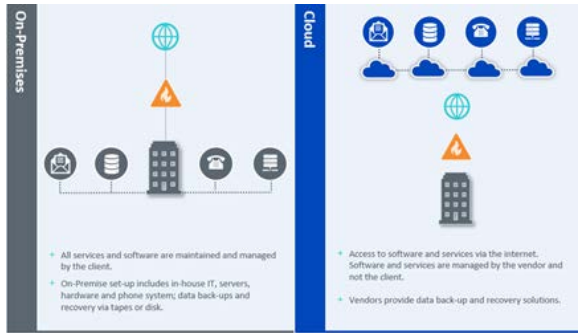 On-Premises
+ All services and software are maintained and managed
by the client.
+ On-Premise set-up includes in-house IT, servers,
hardware and phone system; data back-ups and
recovery via tapes or disk.
Cloud
+ Access to software and services via the internet.
Software and services are managed by the vendor and
not the client.
+ Vendors provide data back-up and recovery solutions.